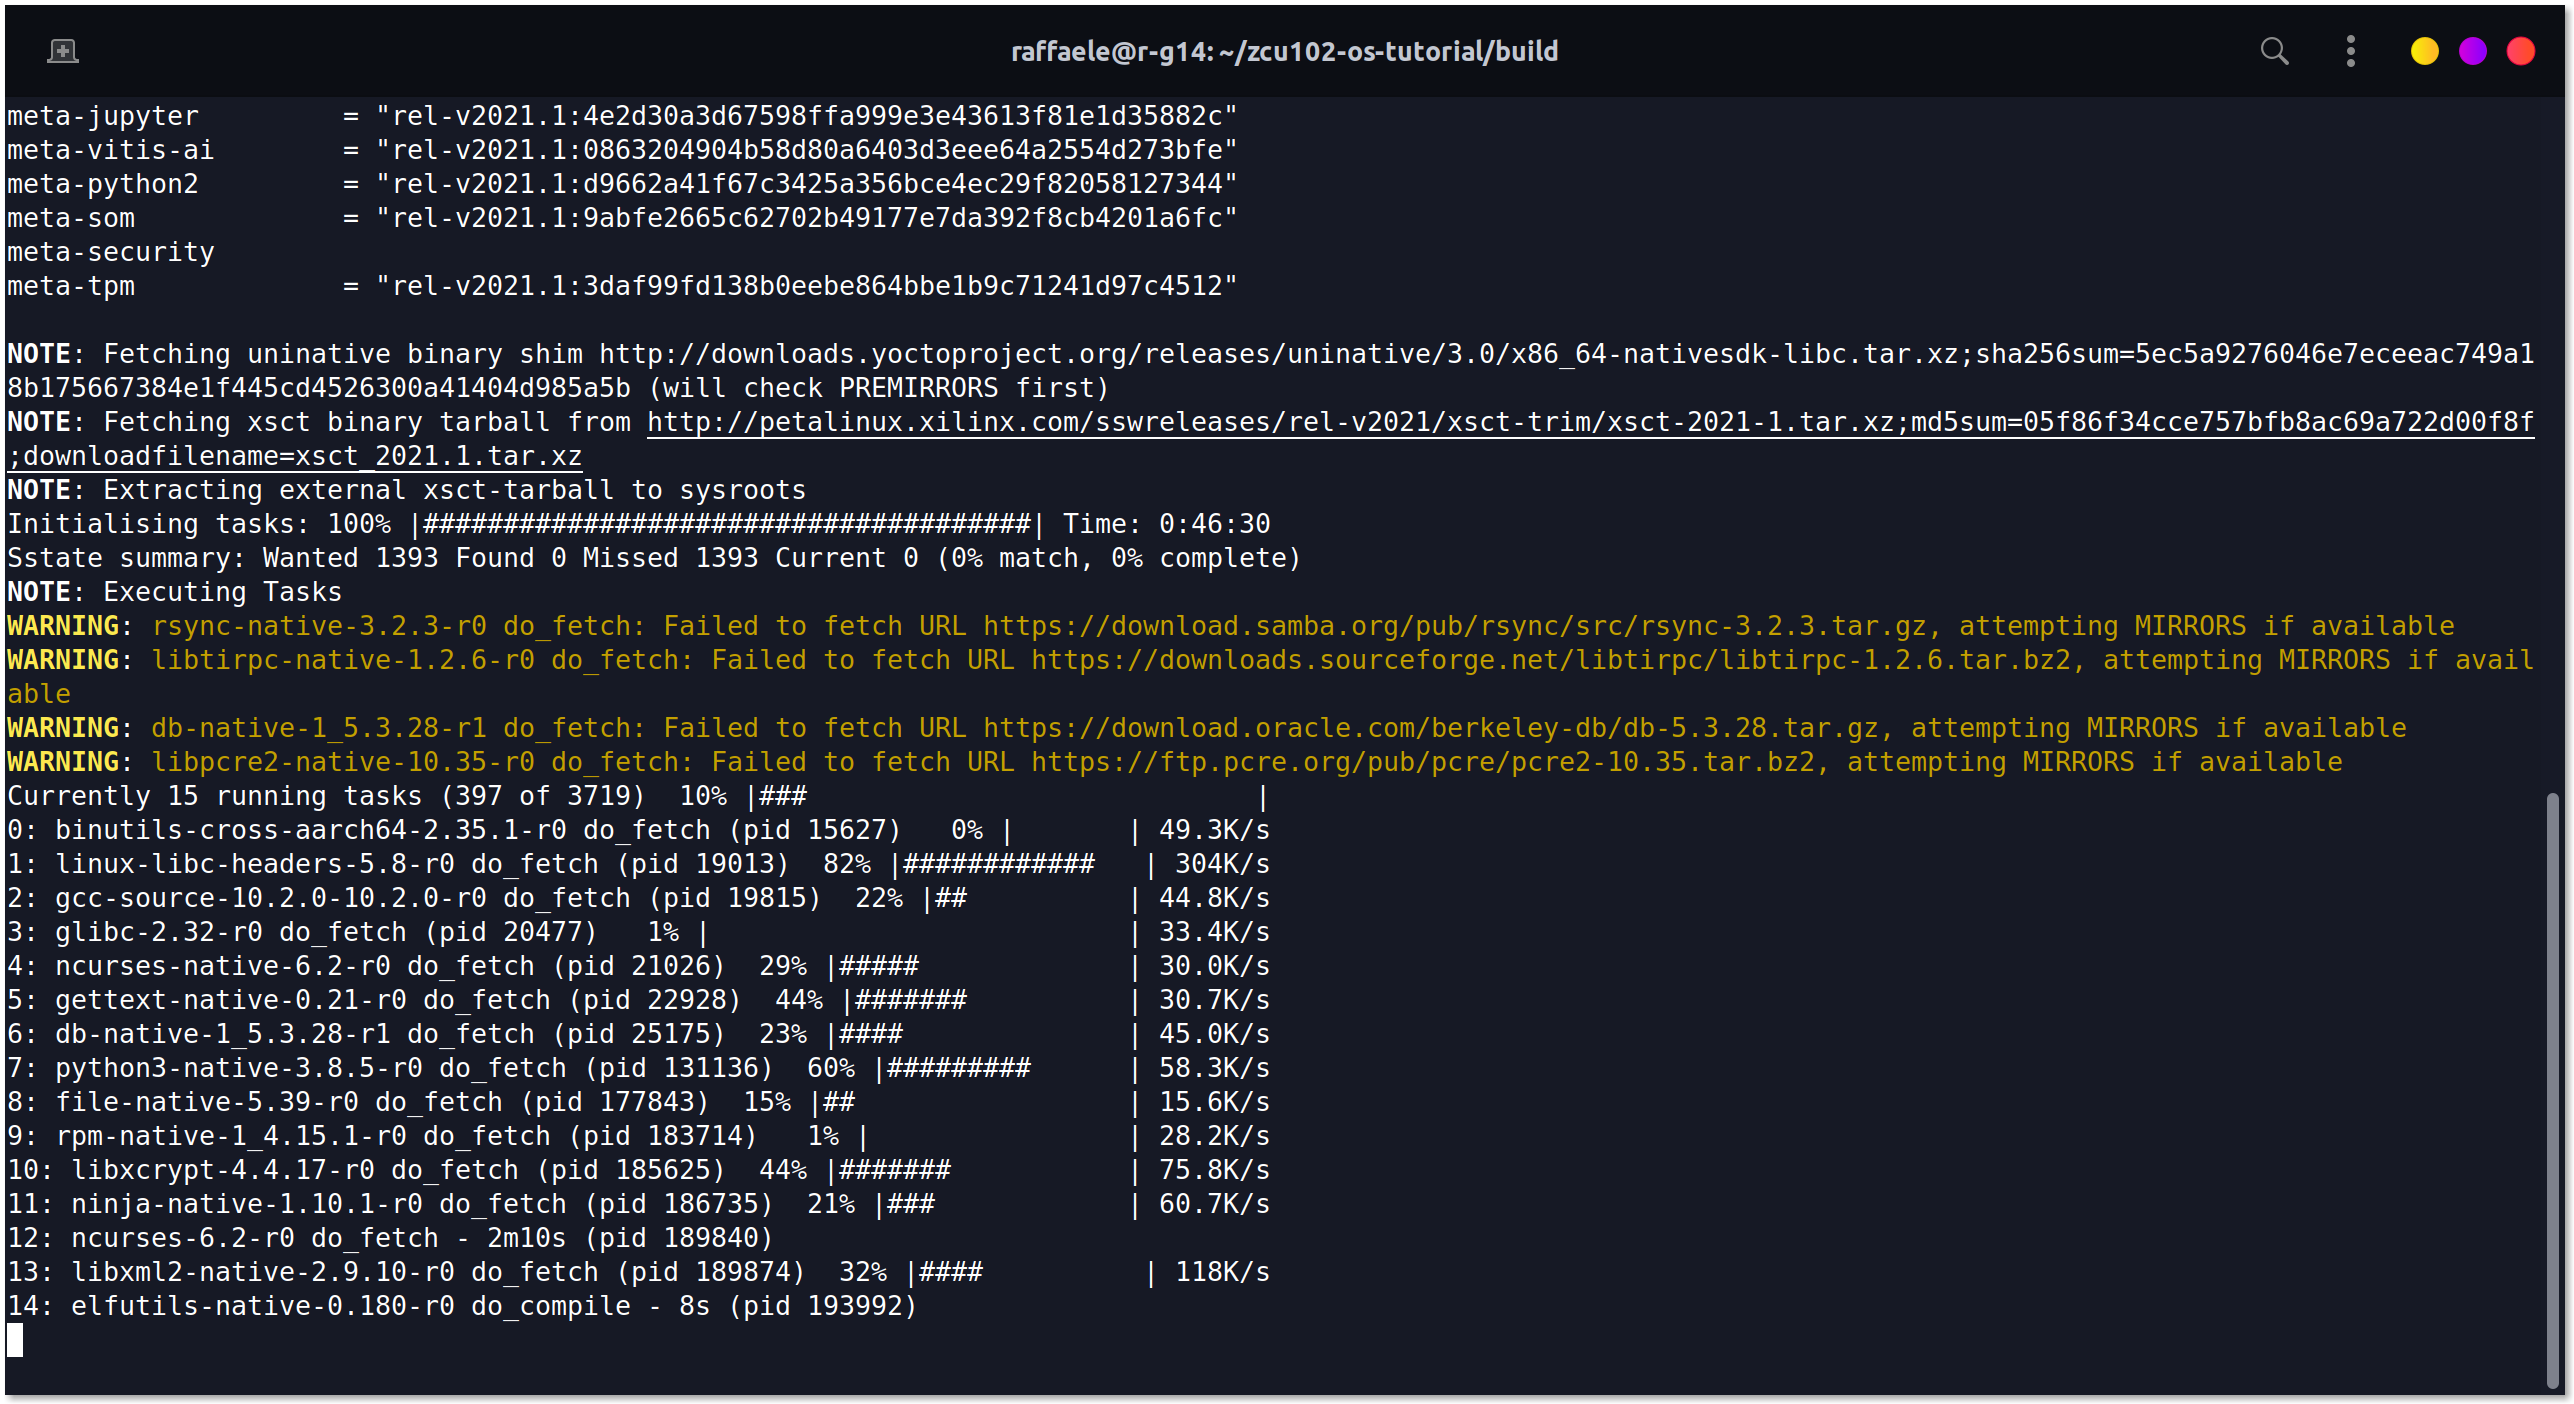 raffaele@r-g14: ~/zcu102-os-tutorial/build
meta-jupyter         = "rel-v2021.1:4e2d30a3d67598ffa999e3e43613f81e1d35882c"
meta-vitis-ai        = "rel-v2021.1:0863204904b58d80a6403d3eee64a2554d273bfe"
meta-python2         = "rel-v2021.1:d9662a41f67c3425a356bce4ec29f82058127344"
meta-som             = "rel-v2021.1:9abfe2665c62702b49177e7da392f8cb4201a6fc"
meta-security
meta-tpm             = "rel-v2021.1:3daf99fd138b0eebe864bbe1b9c71241d97c4512"
NOTE: Fetching uninative binary shim http://downloads.yoctoproject.org/releases/uninative/3.0/x86_64-nativesdk-libc.tar.xz;sha256sum=5ec5a9276046e7eceeac749a1
8b175667384e1f445cd4526300a41404d985a5b (will check PREMIRRORS first)
NOTE: Fetching xsct binary tarball from http://petalinux.xilinx.com/sswreleases/rel-v2021/xsct-trim/xsct-2021-1.tar.xz;md5sum=05f86f34cce757bfb8ac69a722d00f8f
;downloadfilename=xsct_2021.1.tar.xz
NOTE: Extracting external xsct-tarball to sysroots
Initialising tasks: 100% |######################################| Time: 0:46:30
Sstate summary: Wanted 1393 Found 0 Missed 1393 Current 0 (0% match, 0% complete)
NOTE: Executing Tasks
WARNING: rsync-native-3.2.3-r0 do_fetch: Failed to fetch URL https://download.samba.org/pub/rsync/src/rsync-3.2.3.tar.gz, attempting MIRRORS if available
WARNING: libtirpc-native-1.2.6-r0 do_fetch: Failed to fetch URL https://downloads.sourceforge.net/libtirpc/libtirpc-1.2.6.tar.bz2, attempting MIRRORS if avail
able
WARNING: db-native-1_5.3.28-r1 do_fetch: Failed to fetch URL https://download.oracle.com/berkeley-db/db-5.3.28.tar.gz, attempting MIRRORS if available
WARNING: libpcre2-native-10.35-r0 do_fetch: Failed to fetch URL https://ftp.pcre.org/pub/pcre/pcre2-10.35.tar.bz2, attempting MIRRORS if available
Currently 15 running tasks (397 of 3719)  10% |###                            |
0: binutils-cross-aarch64-2.35.1-r0 do_fetch (pid 15627)   0% |       | 49.3K/s
1: linux-libc-headers-5.8-r0 do_fetch (pid 19013)  82% |############   | 304K/s
2: gcc-source-10.2.0-10.2.0-r0 do_fetch (pid 19815)  22% |##          | 44.8K/s
3: glibc-2.32-r0 do_fetch (pid 20477)   1% |                          | 33.4K/s
4: ncurses-native-6.2-r0 do_fetch (pid 21026)  29% |#####             | 30.0K/s
5: gettext-native-0.21-r0 do_fetch (pid 22928)  44% |#######          | 30.7K/s
6: db-native-1_5.3.28-r1 do_fetch (pid 25175)  23% |####              | 45.0K/s
7: python3-native-3.8.5-r0 do_fetch (pid 131136)  60% |#########      | 58.3K/s
8: file-native-5.39-r0 do_fetch (pid 177843)  15% |##                 | 15.6K/s
9: rpm-native-1_4.15.1-r0 do_fetch (pid 183714)   1% |                | 28.2K/s
10: libxcrypt-4.4.17-r0 do_fetch (pid 185625)  44% |#######           | 75.8K/s
11: ninja-native-1.10.1-r0 do_fetch (pid 186735)  21% |###            | 60.7K/s
12: ncurses-6.2-r0 do_fetch - 2m10s (pid 189840)
13: libxml2-native-2.9.10-r0 do_fetch (pid 189874)  32% |####          | 118K/s
14: elfutils-native-0.180-r0 do_compile - 8s (pid 193992)